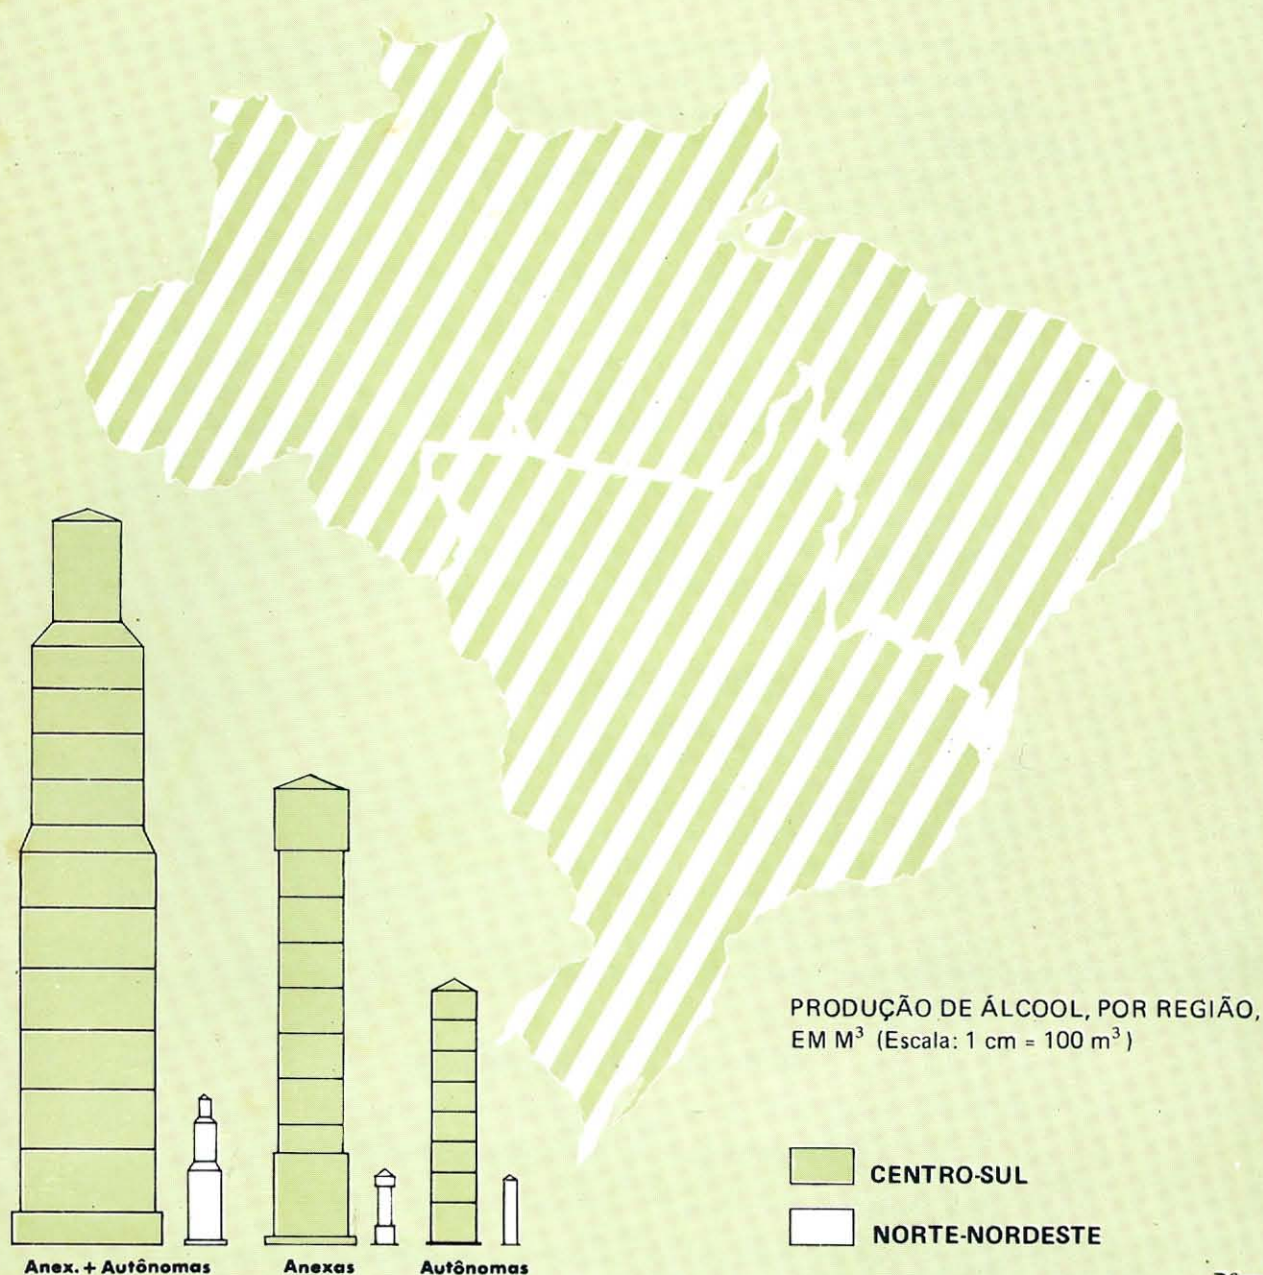 PRODUÇÃO DE ÁLCOOL, POR REGIÃO,
EM M³ (Escala: 1 cm = 100 m³)
CENTRO-SUL
NORTE-NORDESTE
Anex. + Autônomas
Anexas
Autônomas